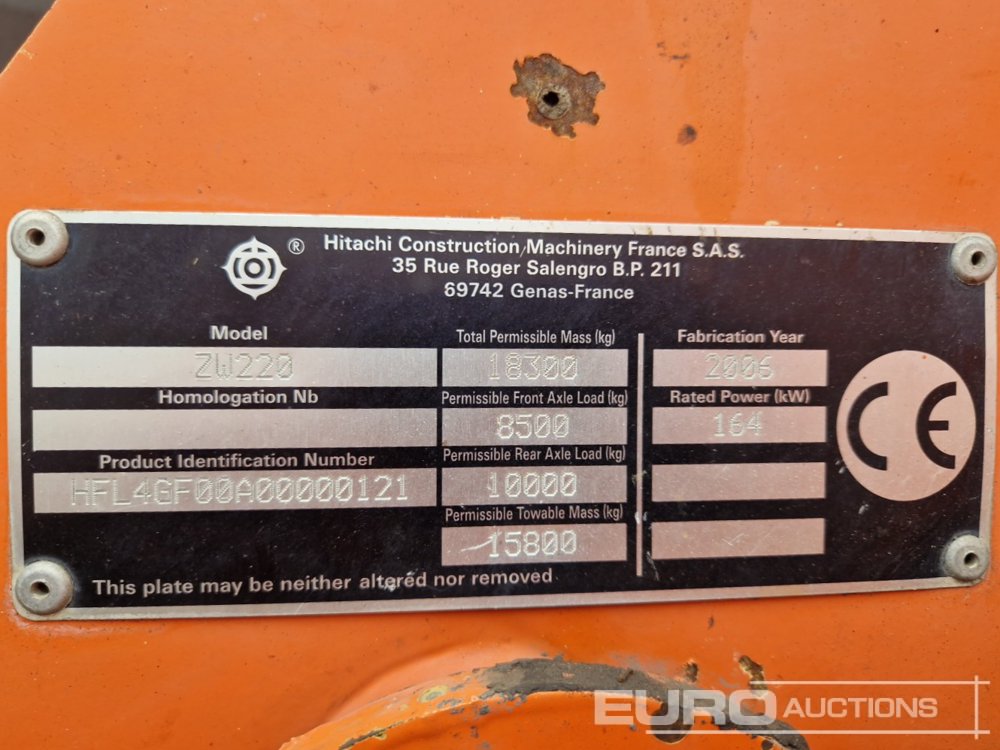 ® Hitachi Construction Machinery France S.A.S.
35 Rue Roger Salengro B.P. 211
69742 Genas-France
Model
ZW220
Homologation Nb
Product Identification Number
HFL4GF00A00000121
Total Permissible Mass (kg)
18300
Permissible Front Axle Load (kg)
8500
Permissible Rear Axle Load (kg)
10000
Permissible Towable Mass (kg)
15800
Fabrication Year
2006
Rated Power (kW)
164
CE
This plate may be neither altered nor removed
EURO AUCTIONS